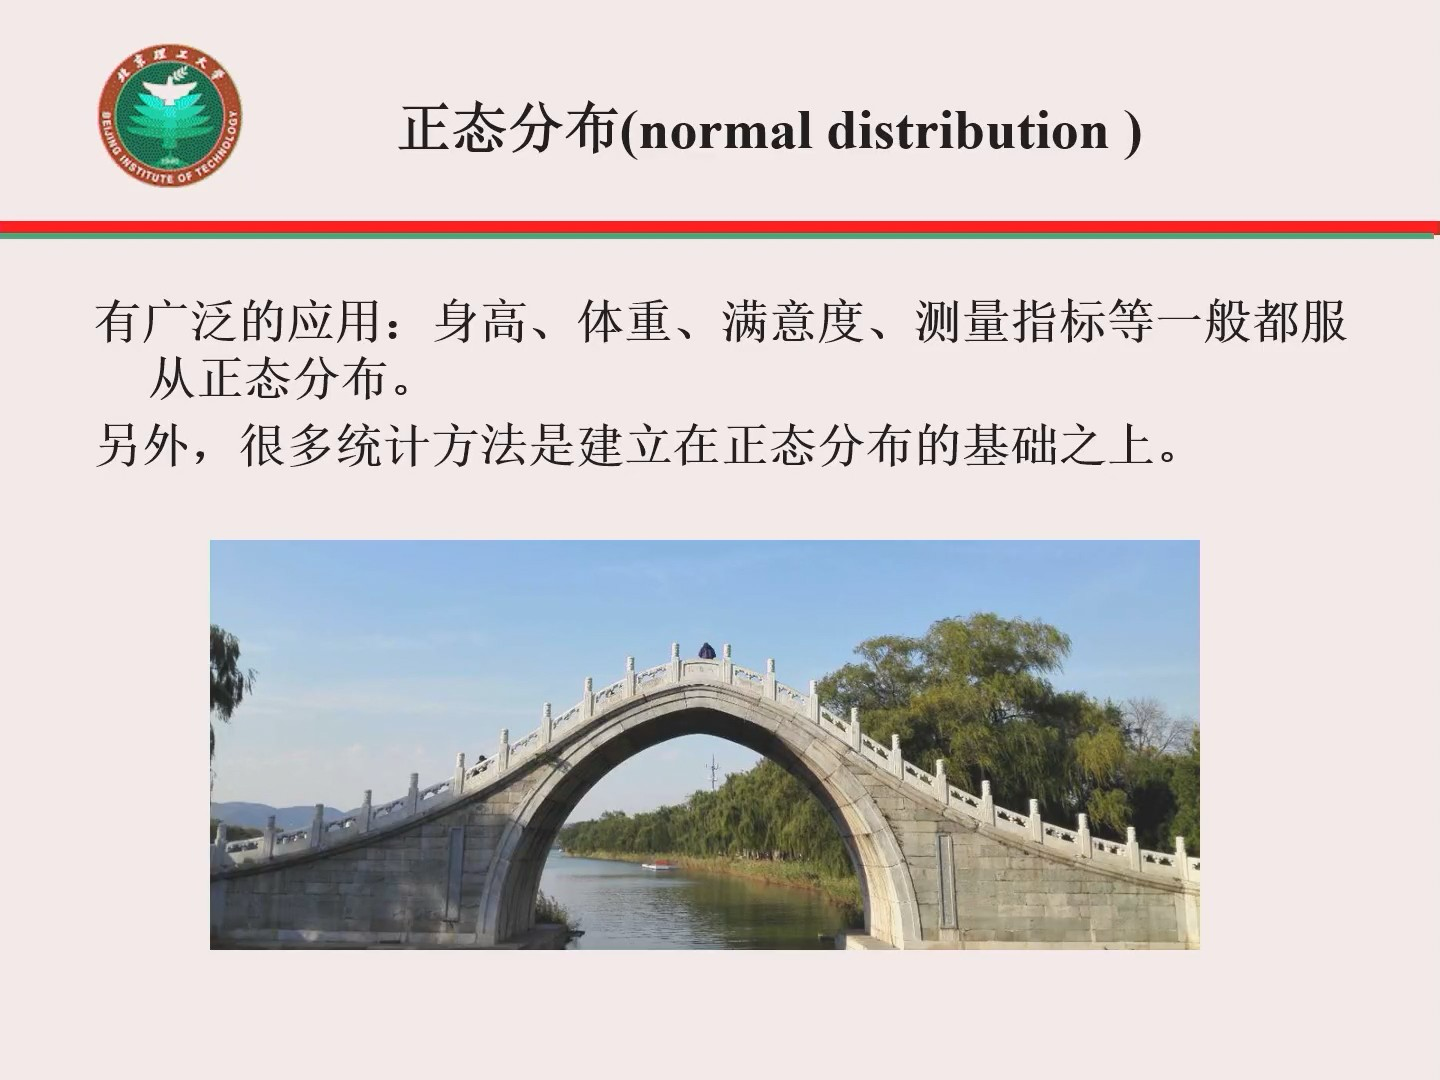 北京理工大学
BEIJING INSTITUTE OF TECHNOLOGY
1940
正态分布(normal distribution )
有广泛的应用：身高、体重、满意度、测量指标等一般都服
从正态分布。
另外，很多统计方法是建立在正态分布的基础之上。